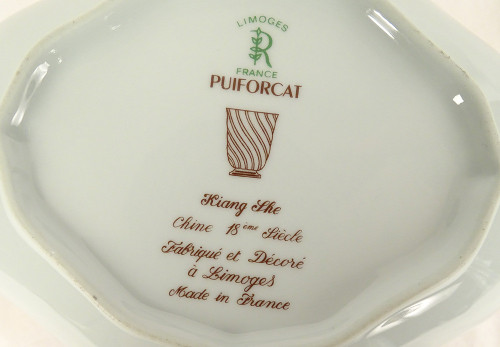 LIMOGES
R
FRANCE
PUIFORCAT
Kiang She
Chine 18ème Siècle
Fabriqué et Décoré
à Limoges
Made in France